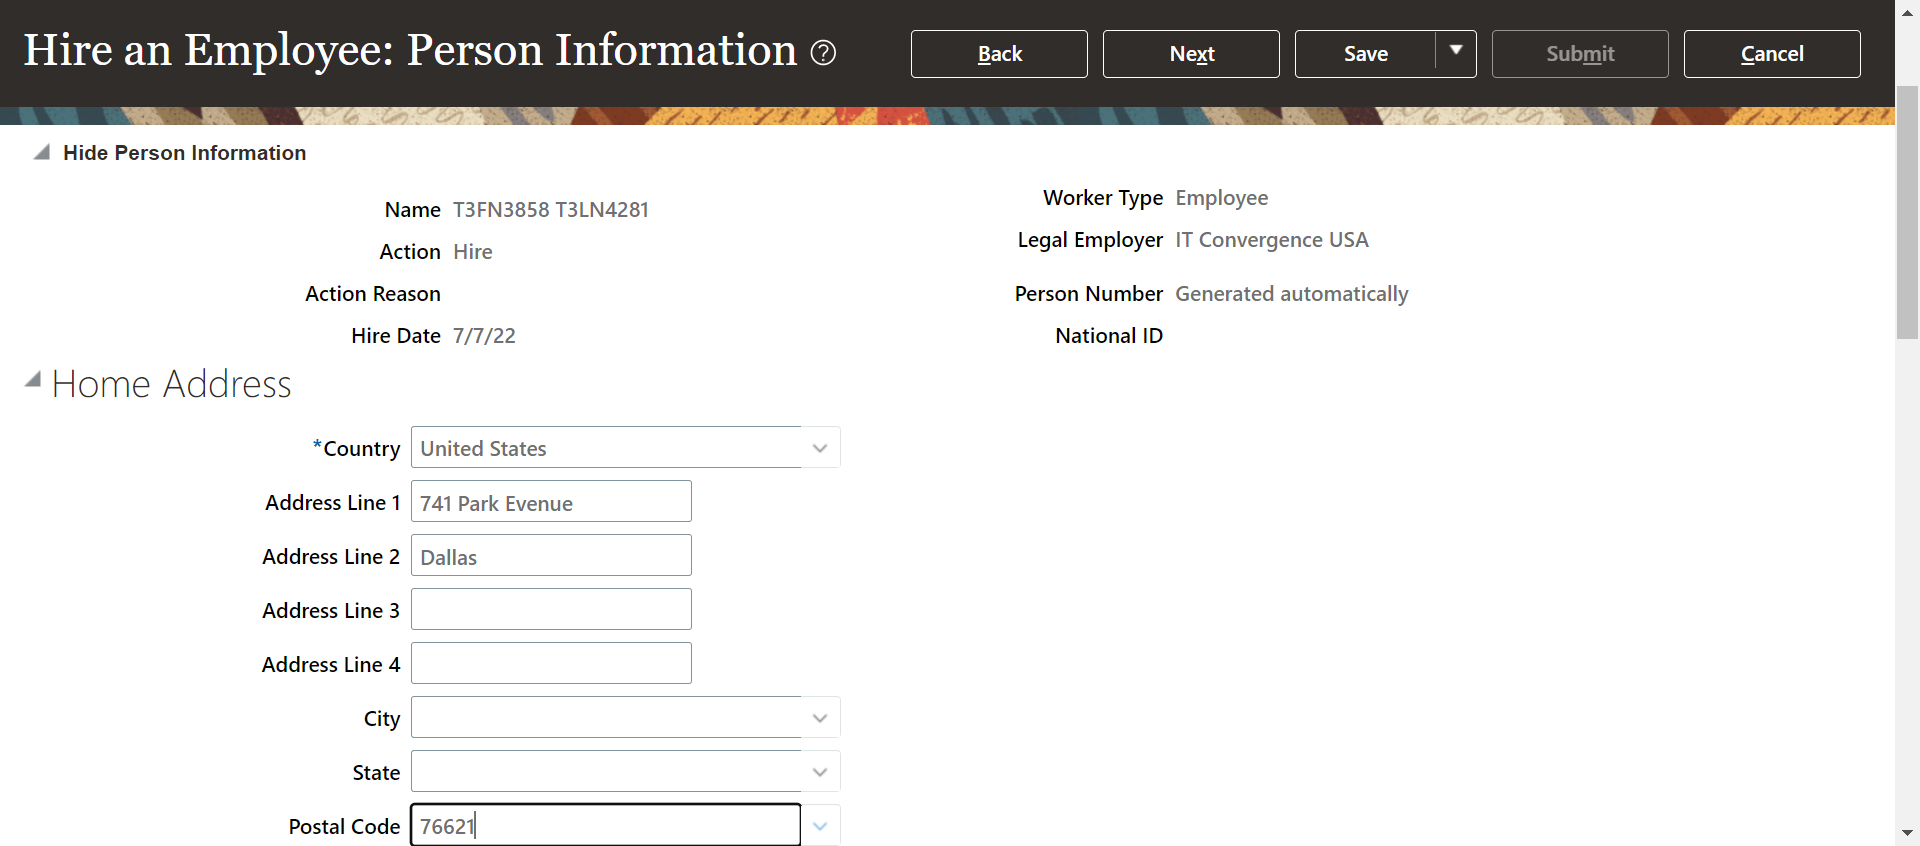 Hire an Employee: Person Information ?
Back
Next
Save
Submit
Cancel
Hide Person Information
Name T3FN3858 T3LN4281
Action Hire
Action Reason
Hire Date 7/7/22
Worker Type Employee
Legal Employer IT Convergence USA
Person Number Generated automatically
National ID
Home Address
*Country United States
Address Line 1 741 Park Evenue
Address Line 2 Dallas
Address Line 3
Address Line 4
City
State
Postal Code 76621